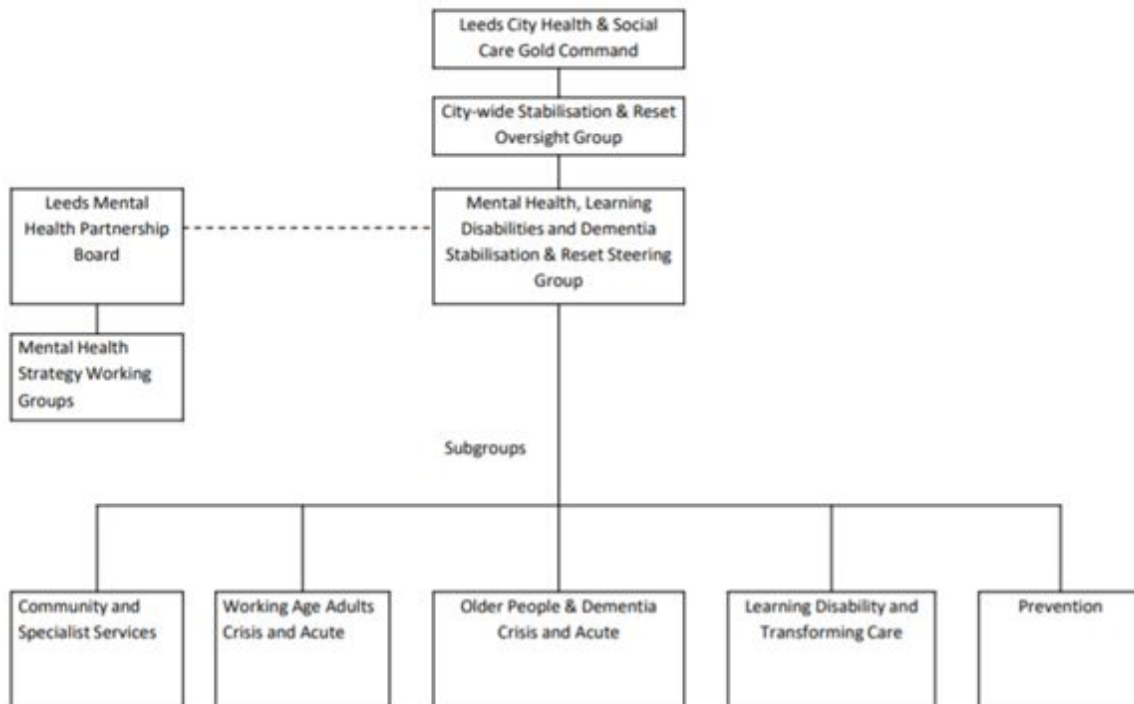 Leeds City Health & Social
Care Gold Command
City-wide Stabilisation & Reset
Oversight Group
Leeds Mental
Health Partnership
Board
Mental Health, Learning
Disabilities and Dementia
Stabilisation & Reset Steering
Group
Mental Health
Strategy Working
Groups
Subgroups
Community and
Specialist Services
Working Age Adults
Crisis and Acute
Older People & Dementia
Crisis and Acute
Learning Disability and
Transforming Care
Prevention